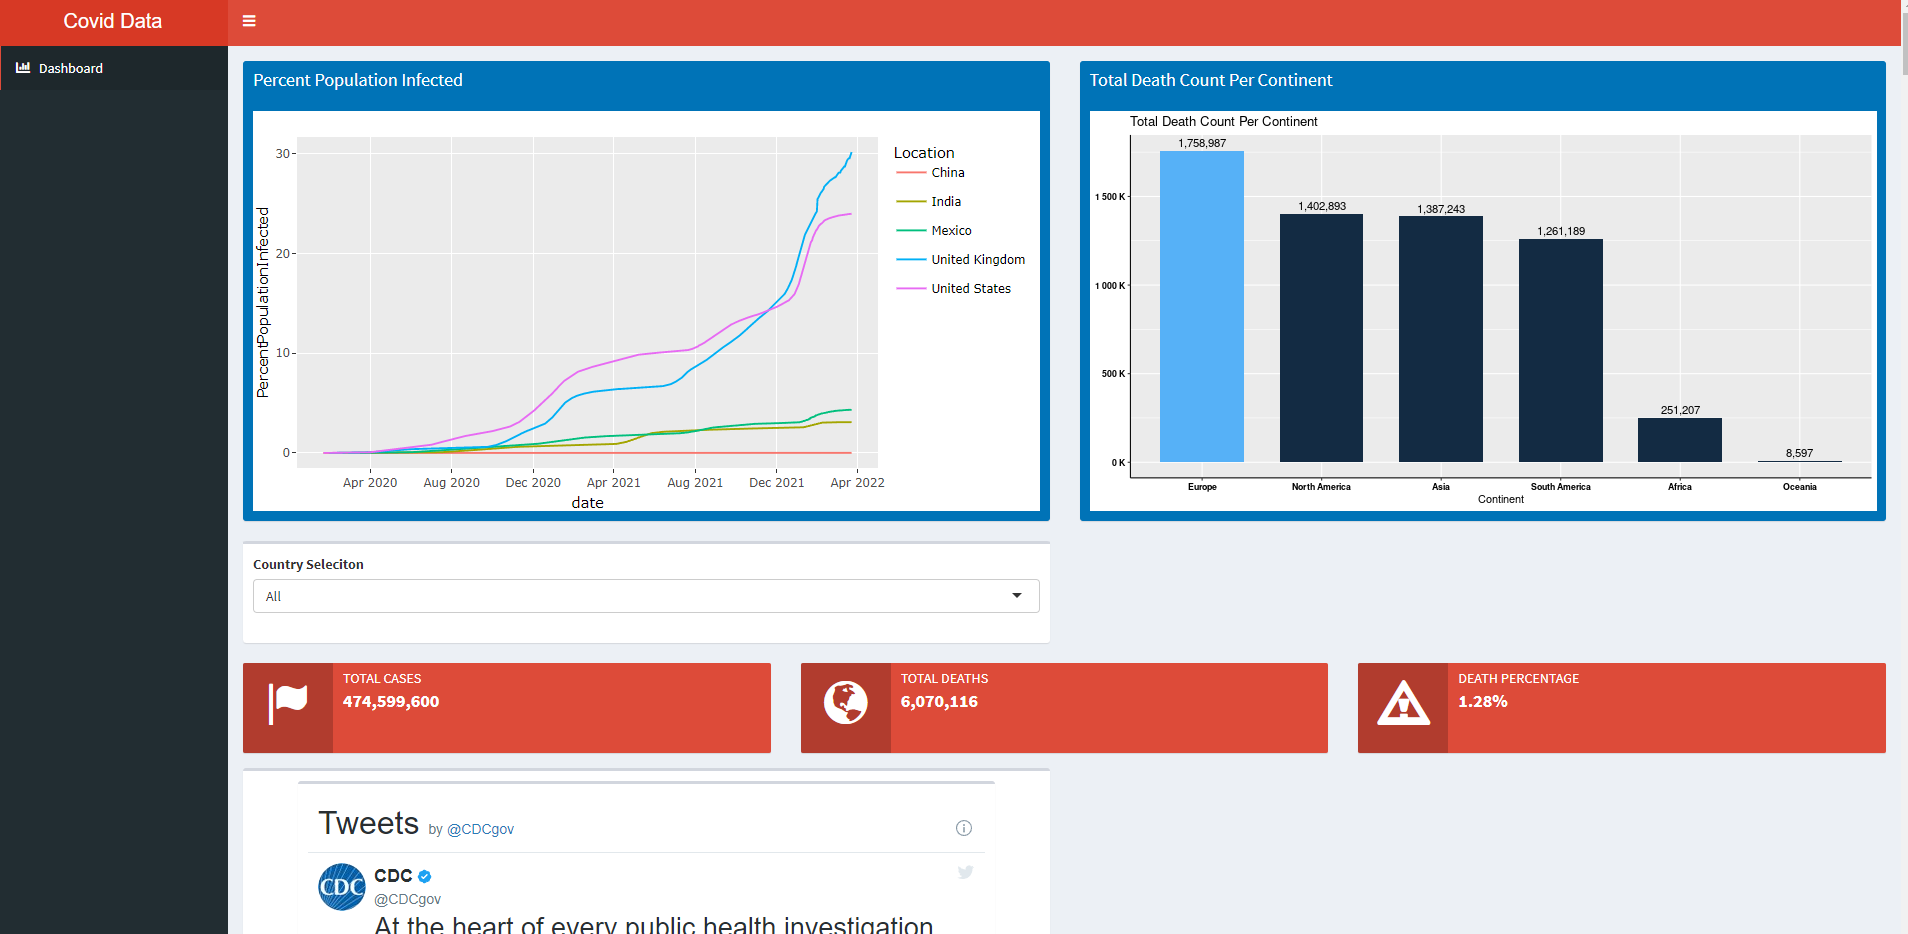 Covid Data
Dashboard
Percent Population Infected
PercentPopulationInfected
30
20
10
0
Apr 2020 Aug 2020 Dec 2020 Apr 2021 Aug 2021 Dec 2021 Apr 2022
date
Location
China
India
Mexico
United Kingdom
United States
Total Death Count Per Continent
Total Death Count Per Continent
1,758,987
1,402,893
1,387,243
1,261,189
251,207
8,597
1 500 K
1 000 K
500 K
0 K
Europe North America Asia South America Africa Oceania
Continent
Country Seleciton
All
TOTAL CASES
474,599,600
TOTAL DEATHS
6,070,116
DEATH PERCENTAGE
1.28%
Tweets by @CDCgov
CDC
CDC
@CDCgov
At the heart of every public health investigation